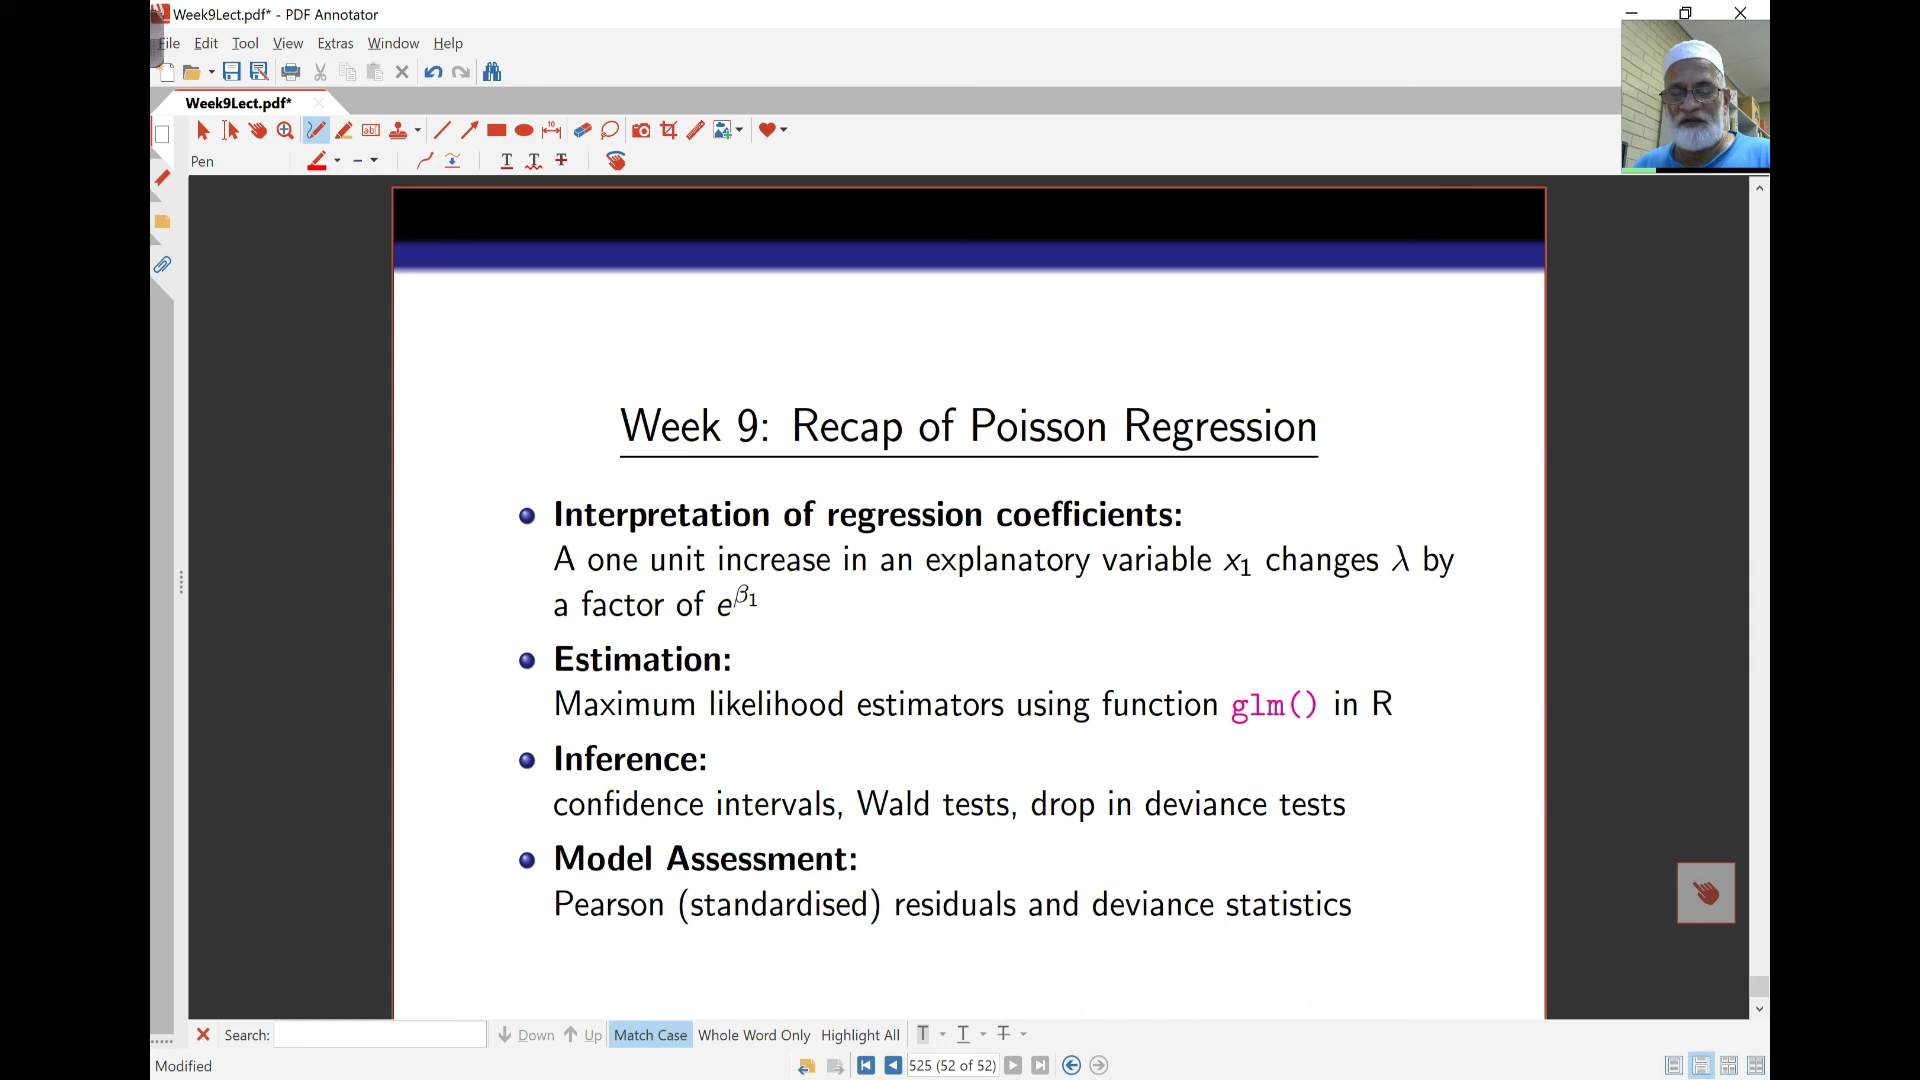 Week9Lect.pdf* - PDF Annotator
File Edit Tool View Extras Window Help
Week9Lect.pdf*
Pen
Week 9: Recap of Poisson Regression
Interpretation of regression coefficients:
A one unit increase in an explanatory variable x₁ changes λ by
a factor of e^β₁
Estimation:
Maximum likelihood estimators using function glm() in R
Inference:
confidence intervals, Wald tests, drop in deviance tests
Model Assessment:
Pearson (standardised) residuals and deviance statistics
Search: Down Up Match Case Whole Word Only Highlight All
Modified
525 (52 of 52)